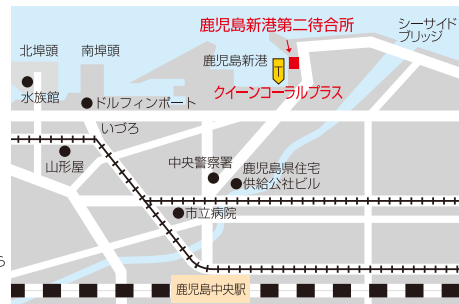 鹿児島新港第二待合所
シーサイド
ブリッジ
北埠頭
南埠頭
鹿児島新港
T
クイーンコーラルプラス
水族館
ドルフィンポート
いづろ
山形屋
中央警察署
鹿児島県住宅
供給公社ビル
市立病院
ら
鹿児島中央駅